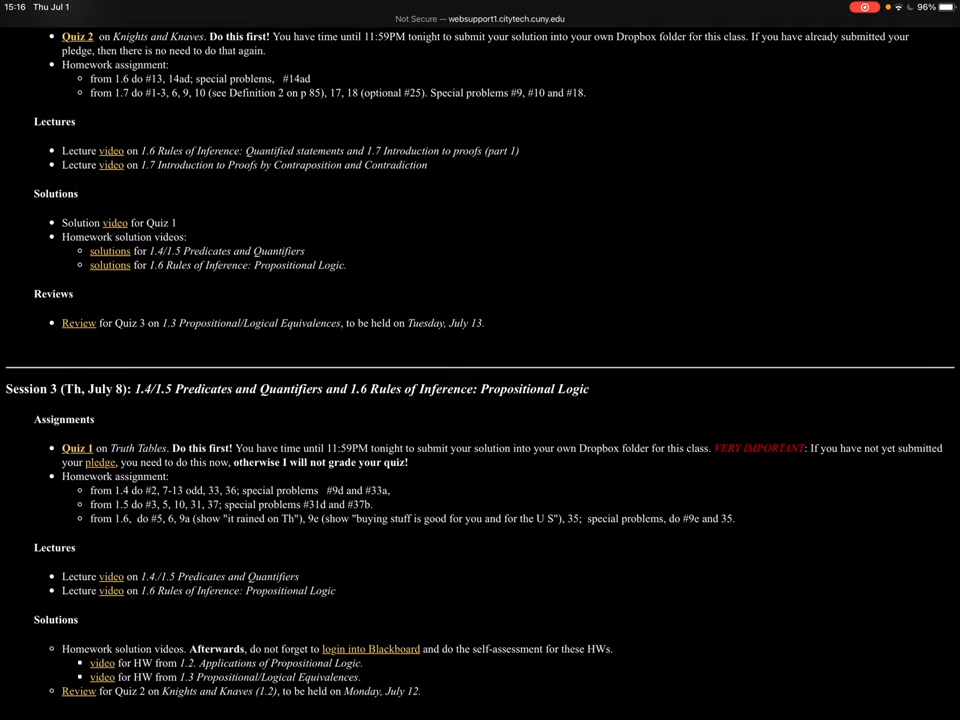 15:16 Thu Jul 1
96%
Not Secure — websupport1.citytech.cuny.edu
Quiz 2 on Knights and Knaves. Do this first! You have time until 11:59PM tonight to submit your solution into your own Dropbox folder for this class. If you have already submitted your
pledge, then there is no need to do that again.
Homework assignment:
from 1.6 do #13, 14ad; special problems, #14ad
from 1.7 do #1-3, 6, 9, 10 (see Definition 2 on p 85), 17, 18 (optional #25). Special problems #9, #10 and #18.
Lectures
Lecture video on 1.6 Rules of Inference: Quantified statements and 1.7 Introduction to proofs (part 1)
Lecture video on 1.7 Introduction to Proofs by Contraposition and Contradiction
Solutions
Solution video for Quiz 1
Homework solution videos:
solutions for 1.4/1.5 Predicates and Quantifiers
solutions for 1.6 Rules of Inference: Propositional Logic.
Reviews
Review for Quiz 3 on 1.3 Propositional/Logical Equivalences, to be held on Tuesday, July 13.
Session 3 (Th, July 8): 1.4/1.5 Predicates and Quantifiers and 1.6 Rules of Inference: Propositional Logic
Assignments
Quiz 1 on Truth Tables. Do this first! You have time until 11:59PM tonight to submit your solution into your own Dropbox folder for this class. VERY IMPORTANT: If you have not yet submitted
your pledge, you need to do this now, otherwise I will not grade your quiz!
Homework assignment:
from 1.4 do #2, 7-13 odd, 33, 36; special problems #9d and #33a,
from 1.5 do #3, 5, 10, 31, 37; special problems #31d and #37b.
from 1.6, do #5, 6, 9a (show "it rained on Th"), 9e (show "buying stuff is good for you and for the U S"), 35; special problems, do #9e and 35.
Lectures
Lecture video on 1.4./1.5 Predicates and Quantifiers
Lecture video on 1.6 Rules of Inference: Propositional Logic
Solutions
Homework solution videos. Afterwards, do not forget to login into Blackboard and do the self-assessment for these HWs.
video for HW from 1.2. Applications of Propositional Logic.
video for HW from 1.3 Propositional/Logical Equivalences.
Review for Quiz 2 on Knights and Knaves (1.2), to be held on Monday, July 12.